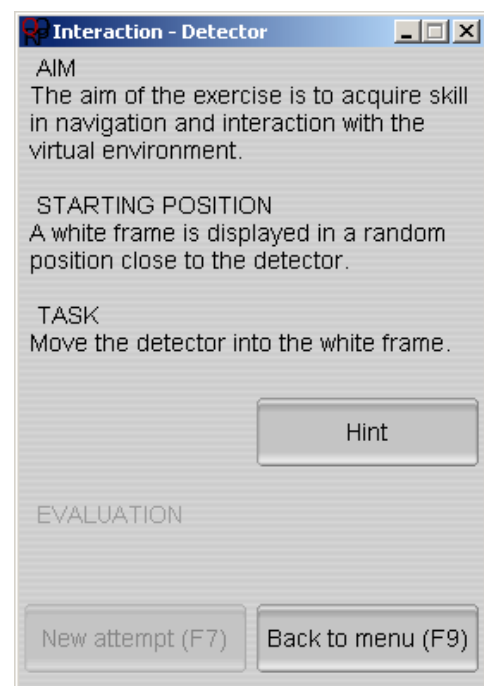 Interaction - Detector
AIM
The aim of the exercise is to acquire skill
in navigation and interaction with the
virtual environment.
STARTING POSITION
A white frame is displayed in a random
position close to the detector.
TASK
Move the detector into the white frame.
Hint
EVALUATION
New attempt (F7) Back to menu (F9)